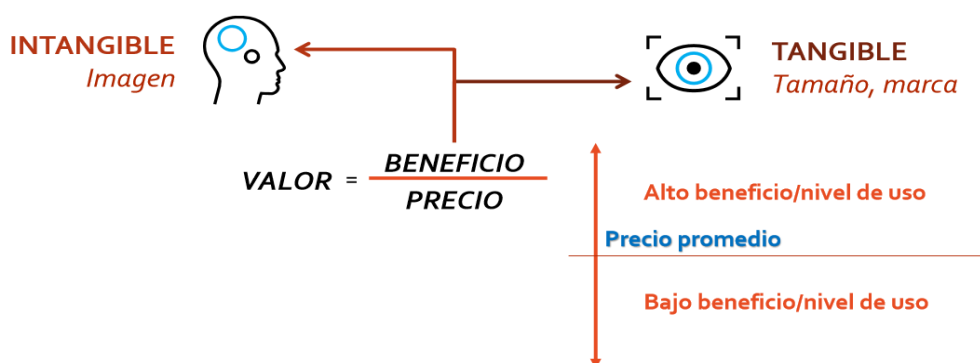 INTANGIBLE
Imagen
TANGIBLE
Tamaño, marca
VALOR = BENEFICIO
PRECIO
Alto beneficio/nivel de uso
Precio promedio
Bajo beneficio/nivel de uso